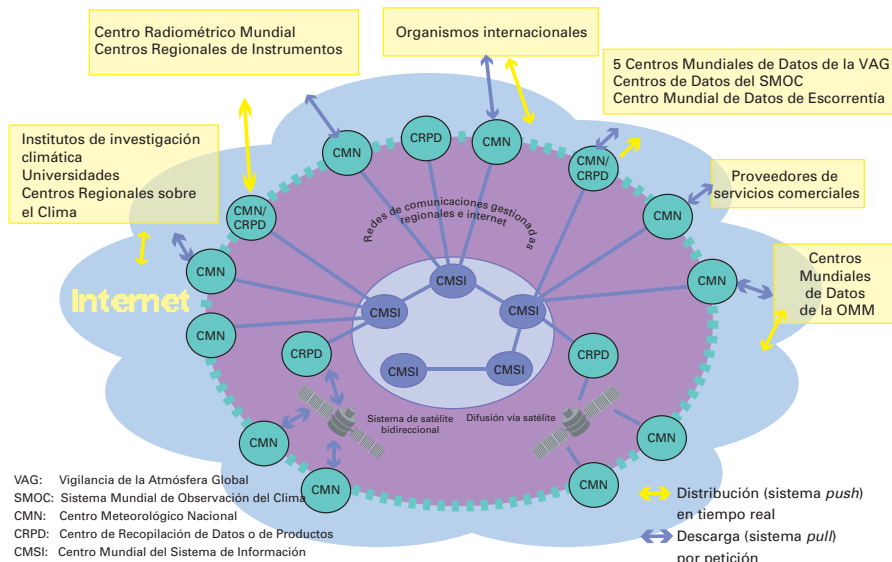 Centro Radiométrico Mundial
Centros Regionales de Instrumentos
Organismos internacionales
5 Centros Mundiales de Datos de la VAG
Centros de Datos del SMOC
Centro Mundial de Datos de Escorrentía
Institutos de investigación
climática
Universidades
Centros Regionales sobre
el Clima
Proveedores de
servicios comerciales
Centros
Mundiales
de Datos
de la OMM
Internet
CMN
CRPD
CMN
CMN/
CRPD
CMN/
CRPD
CMN
CMN
CMN
CMN
Redes de comunicaciones gestionadas
regionales e internet
CMSI
CMSI
CMSI
CMSI
CMSI
CRPD
CRPD
Sistema de satélite
bidireccional
Difusión vía satélite
CMN
CMN
CMN
CMN
VAG: Vigilancia de la Atmósfera Global
SMOC: Sistema Mundial de Observación del Clima
CMN: Centro Meteorológico Nacional
CRPD: Centro de Recopilación de Datos o de Productos
CMSI: Centro Mundial del Sistema de Información
Distribución (sistema push)
en tiempo real
Descarga (sistema pull)
por petición